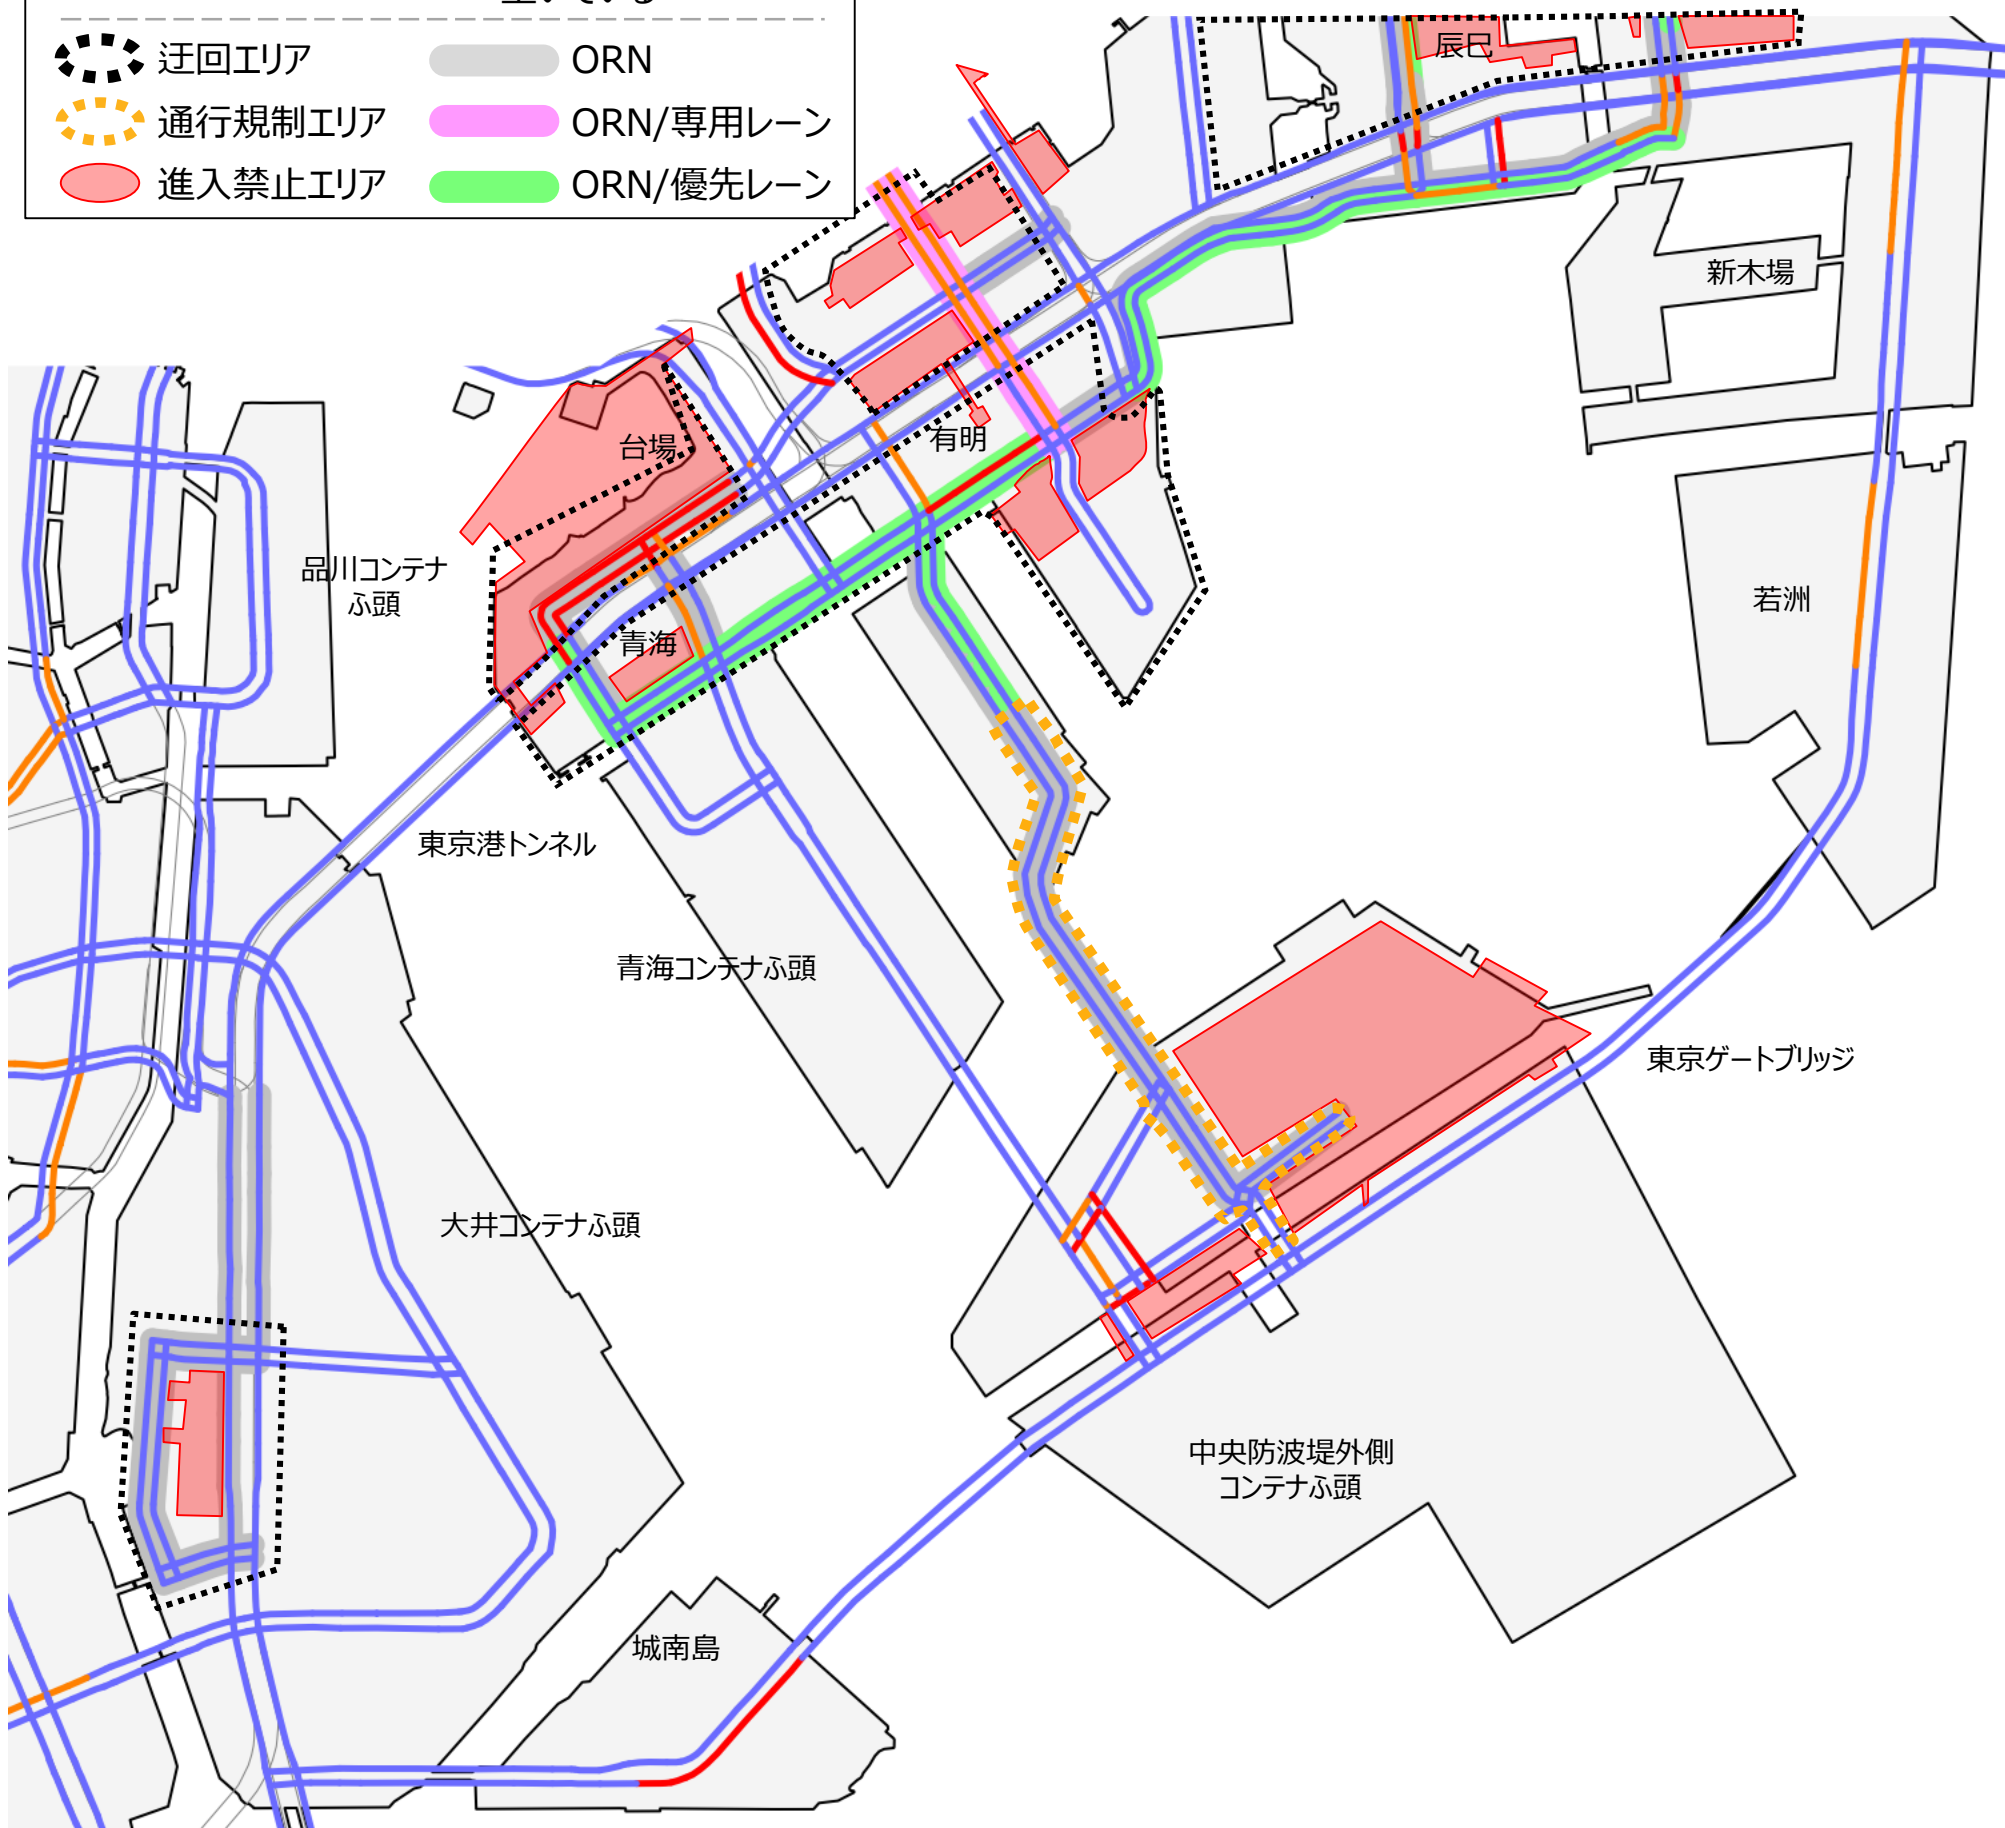 空いている
迂回エリア
ORN
通行規制エリア
ORN/専用レーン
進入禁止エリア
ORN/優先レーン
辰巳
新木場
有明
台場
品川コンテナ
ふ頭
青海
若洲
東京港トンネル
青海コンテナふ頭
東京ゲートブリッジ
大井コンテナふ頭
中央防波堤外側
コンテナふ頭
城南島